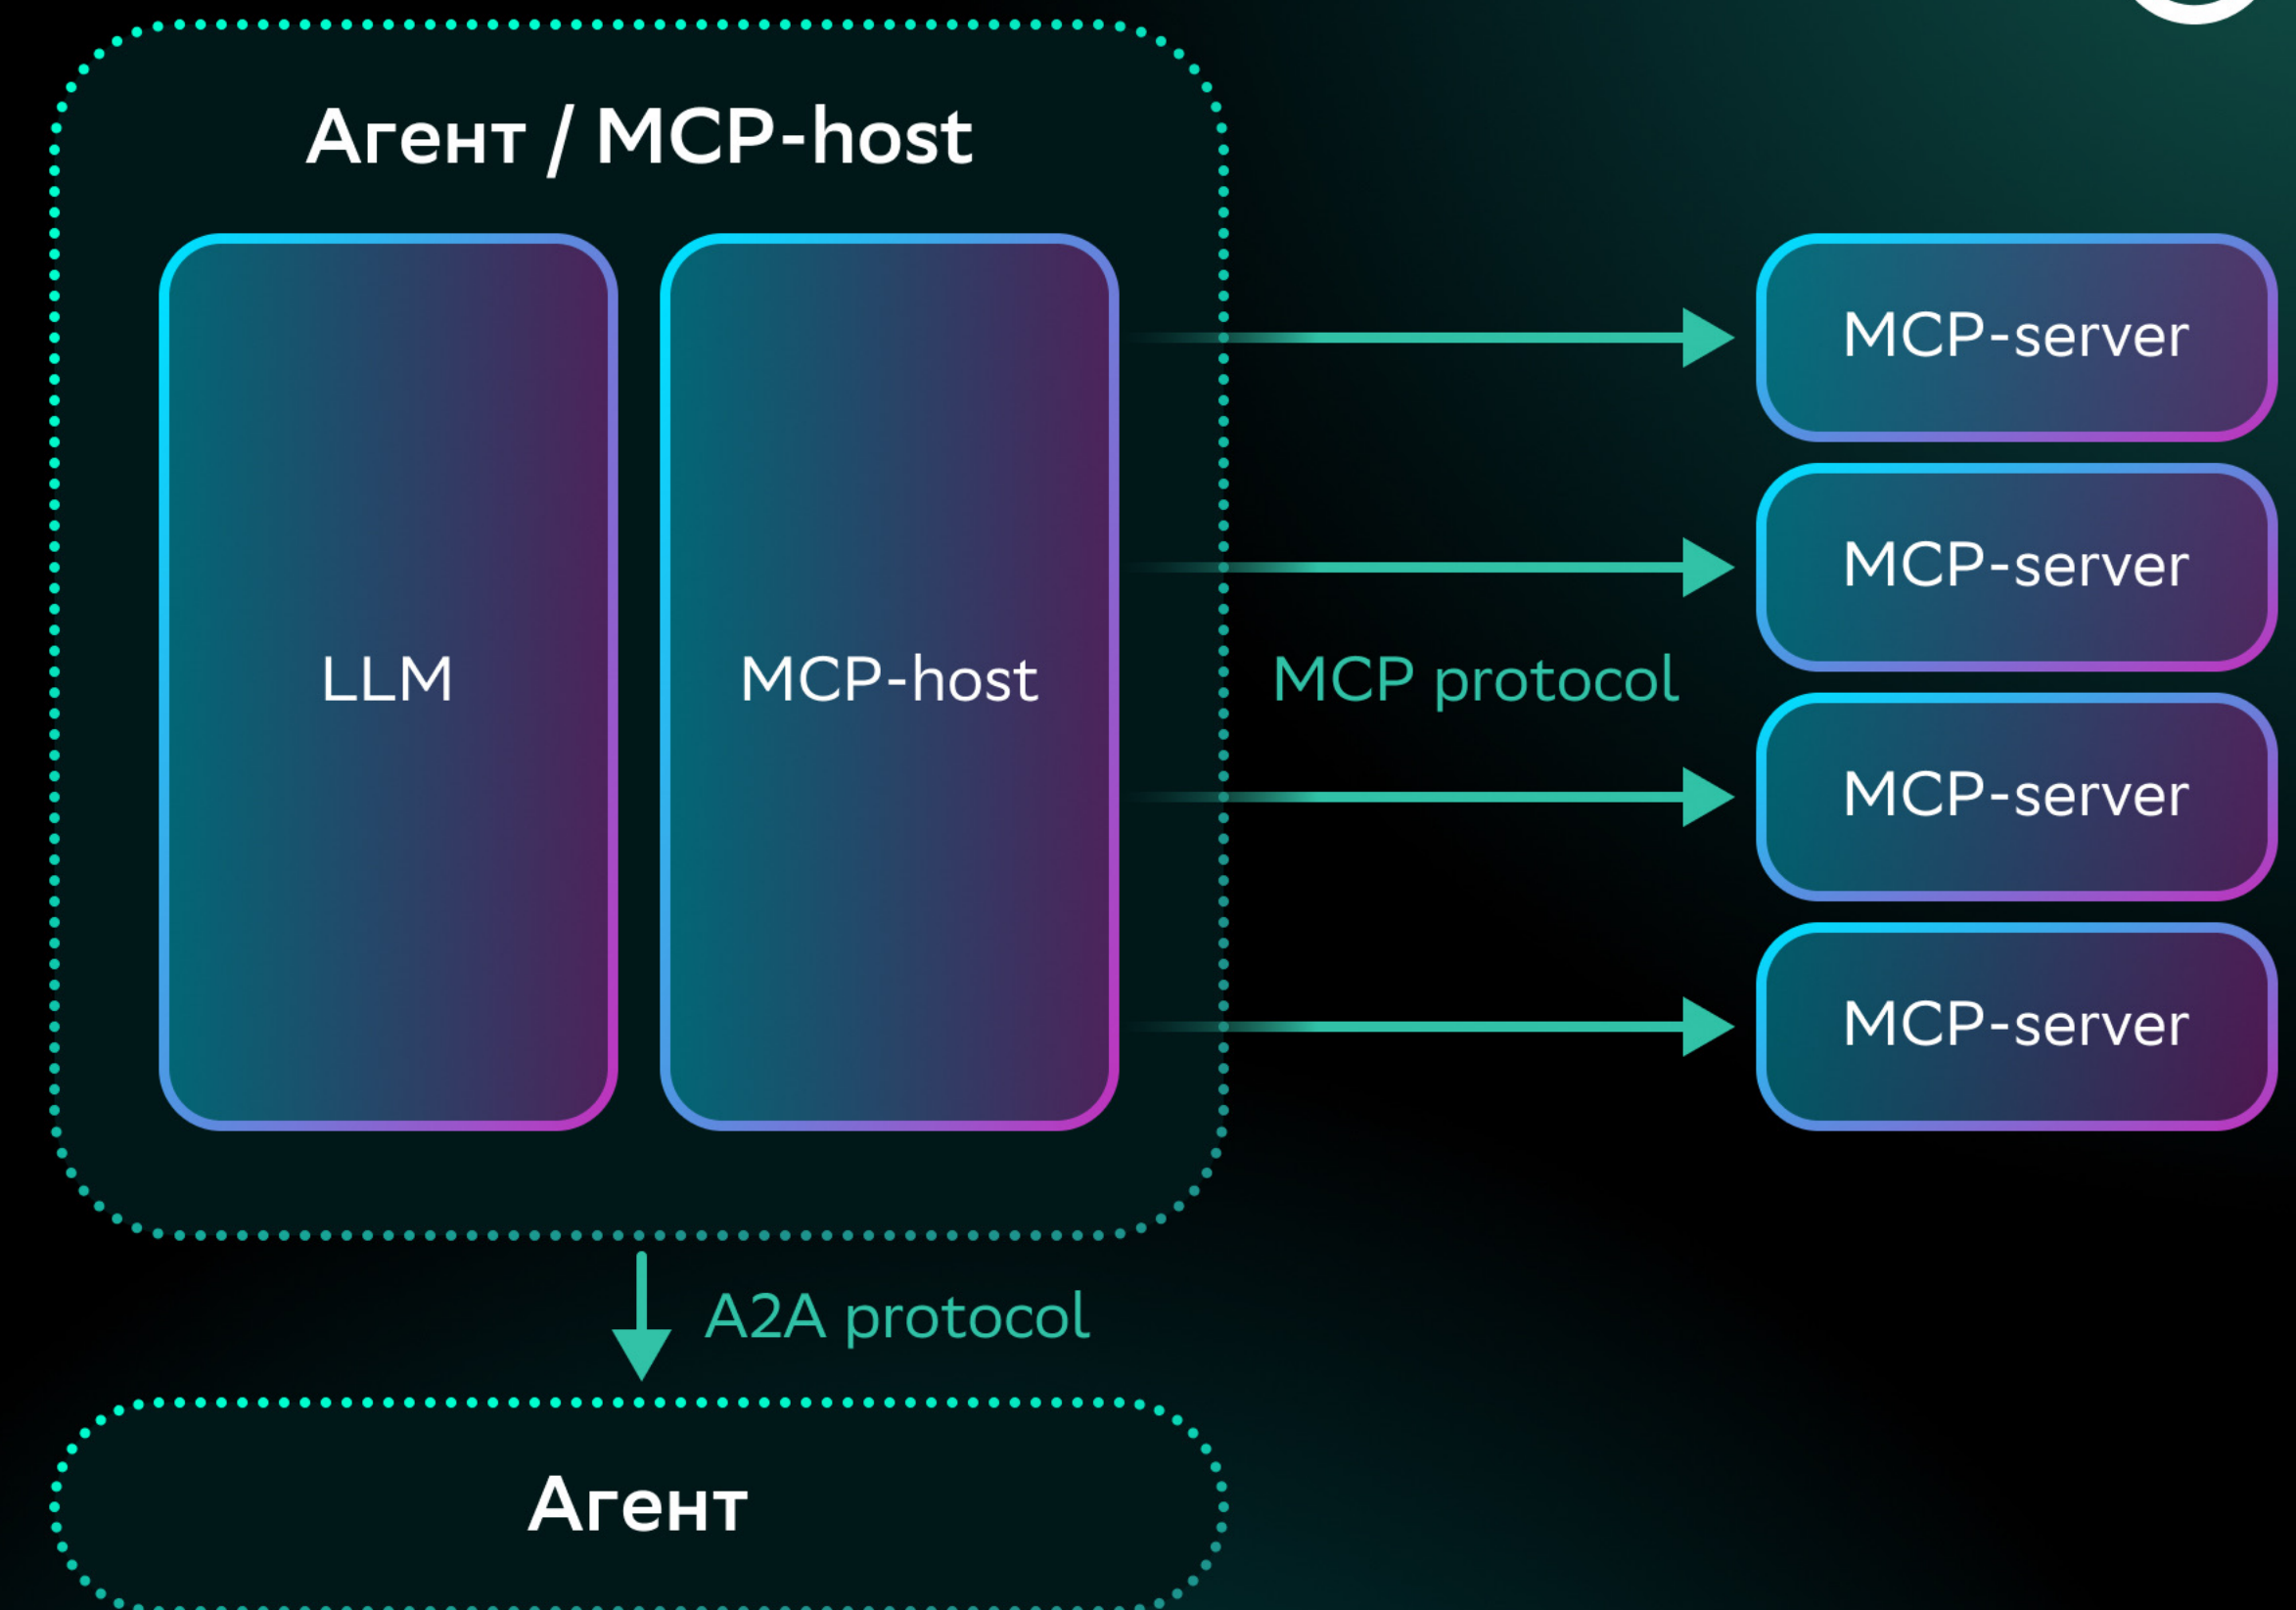 Агент / MCP-host
LLM
MCP-host
MCP protocol
MCP-server
MCP-server
MCP-server
MCP-server
A2A protocol
Агент